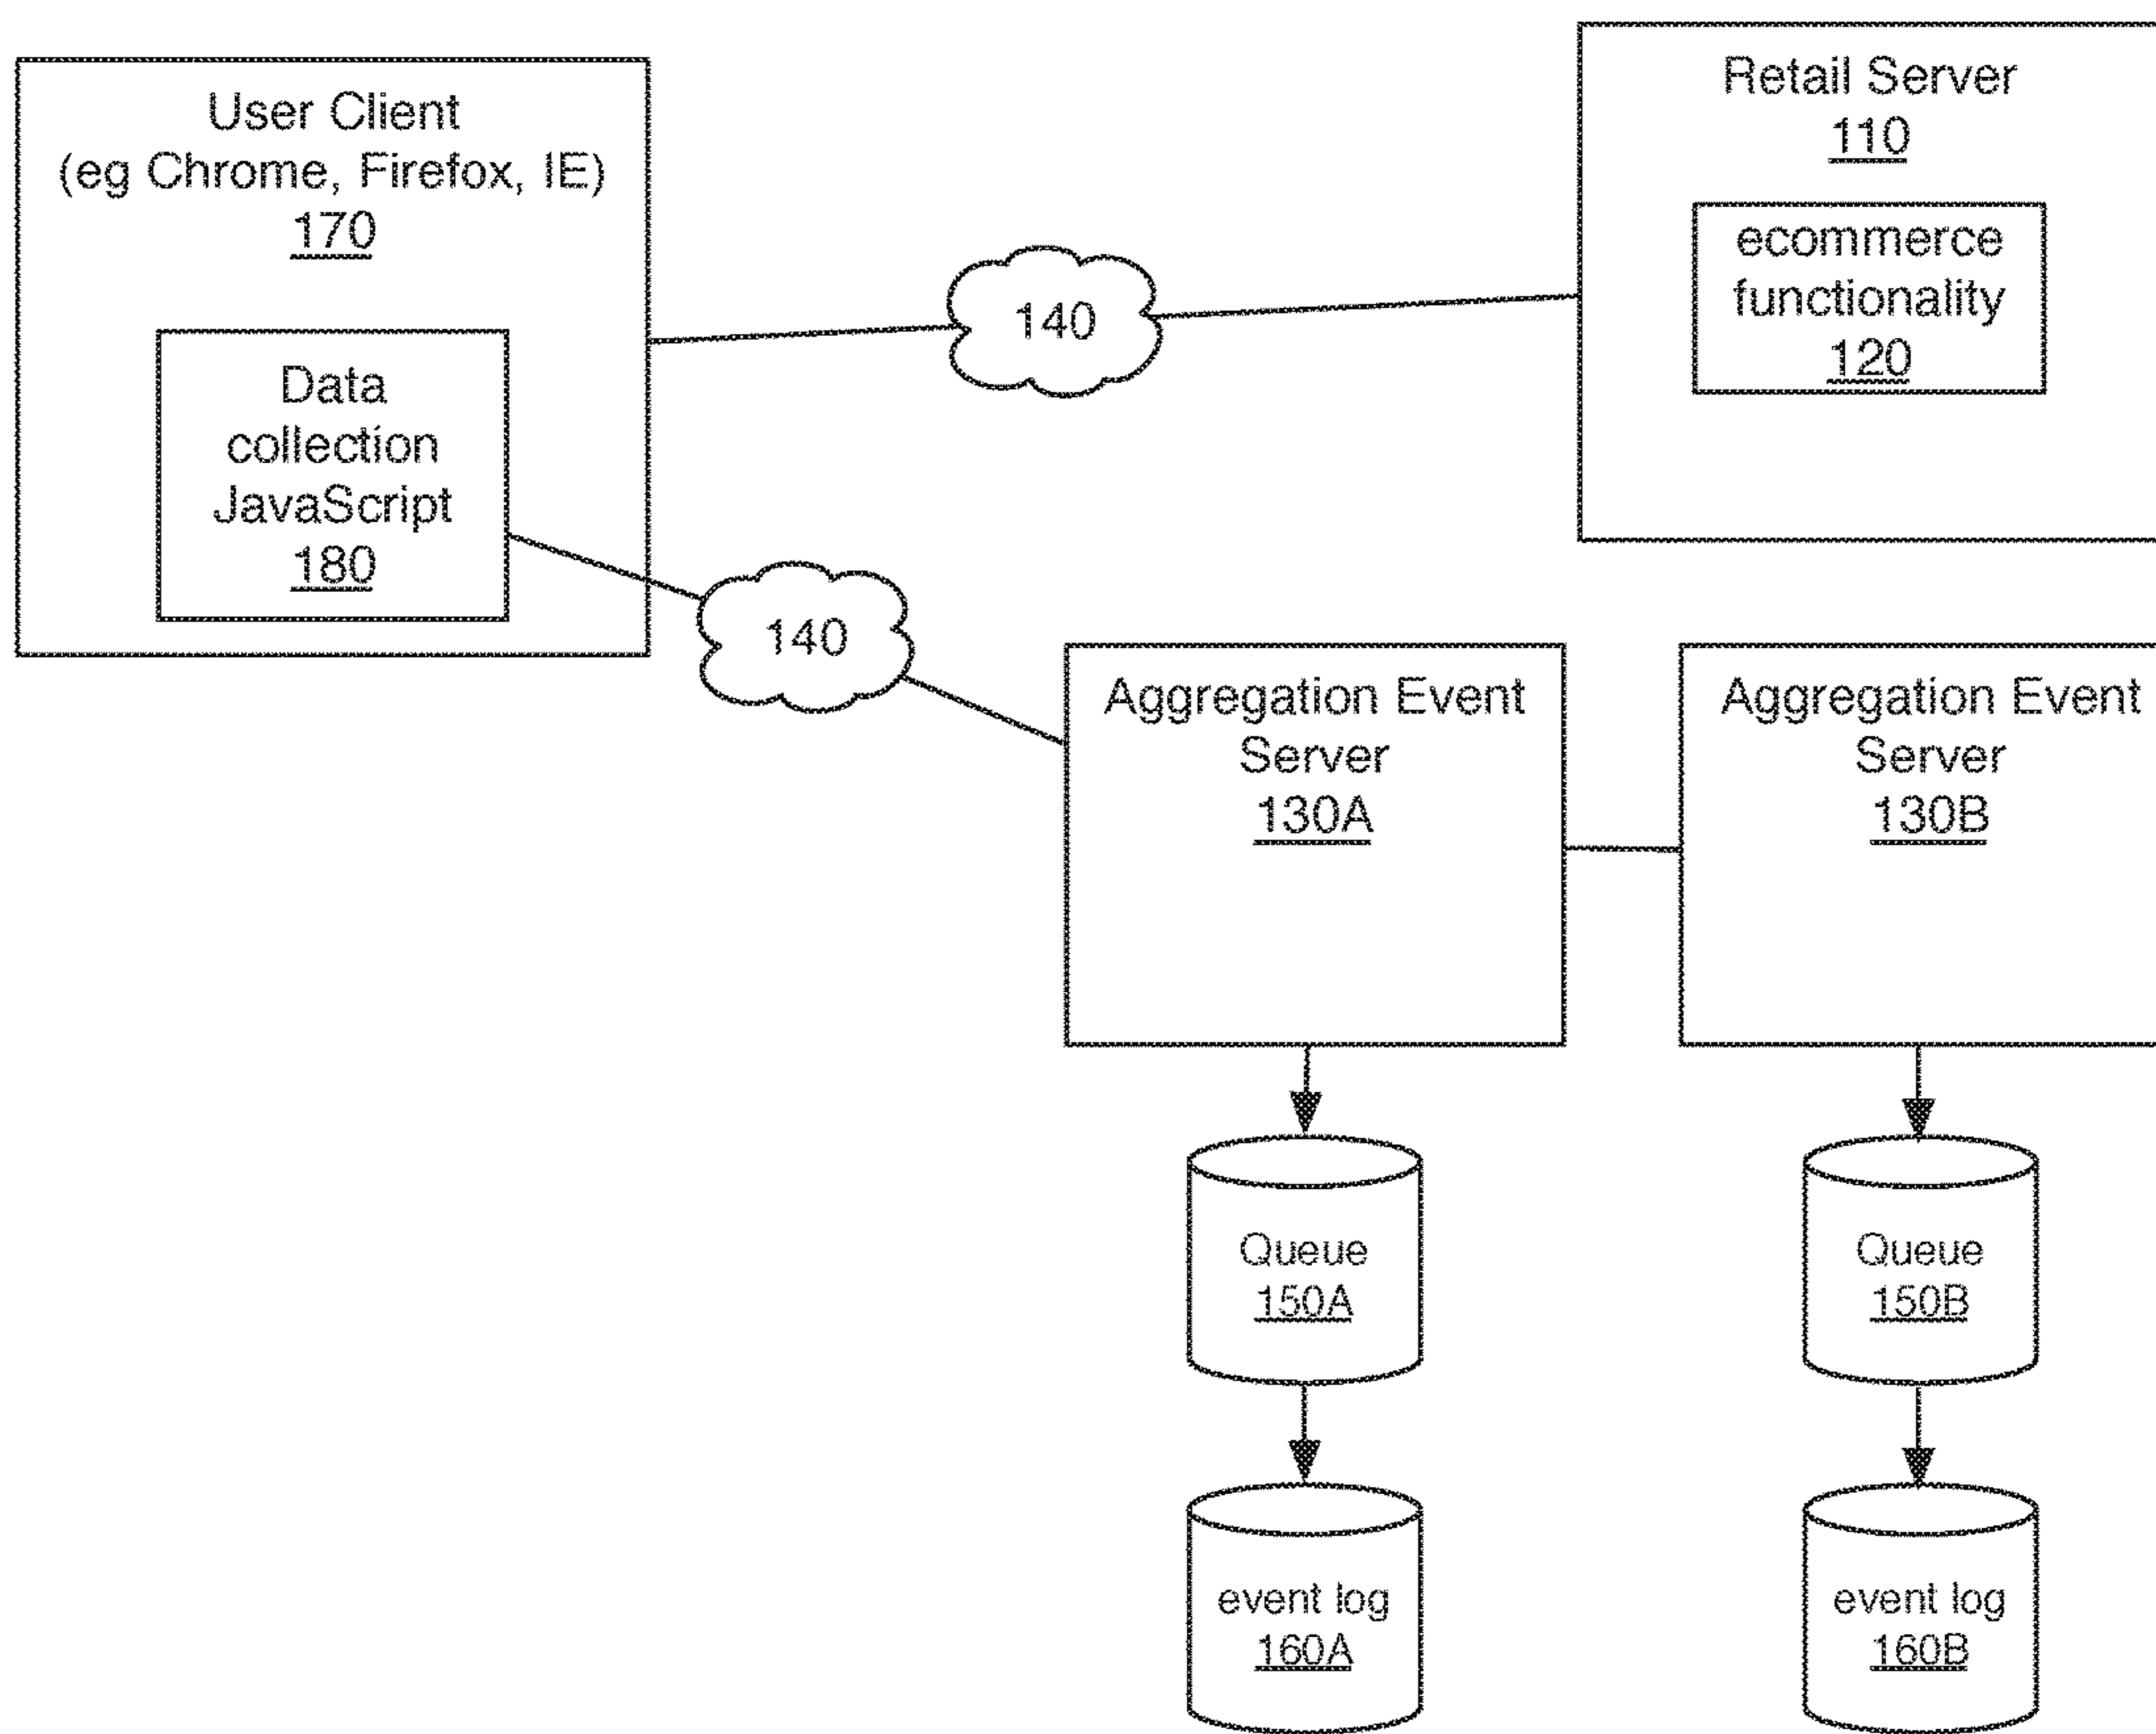 User Client
(eg Chrome, Firefox, IE)
170
Data
collection
JavaScript
180
140
Retail Server
110
ecommerce
functionality
120
140
Aggregation Event
Server
130A
Aggregation Event
Server
130B
Queue
150A
Queue
150B
event log
160A
event log
160B